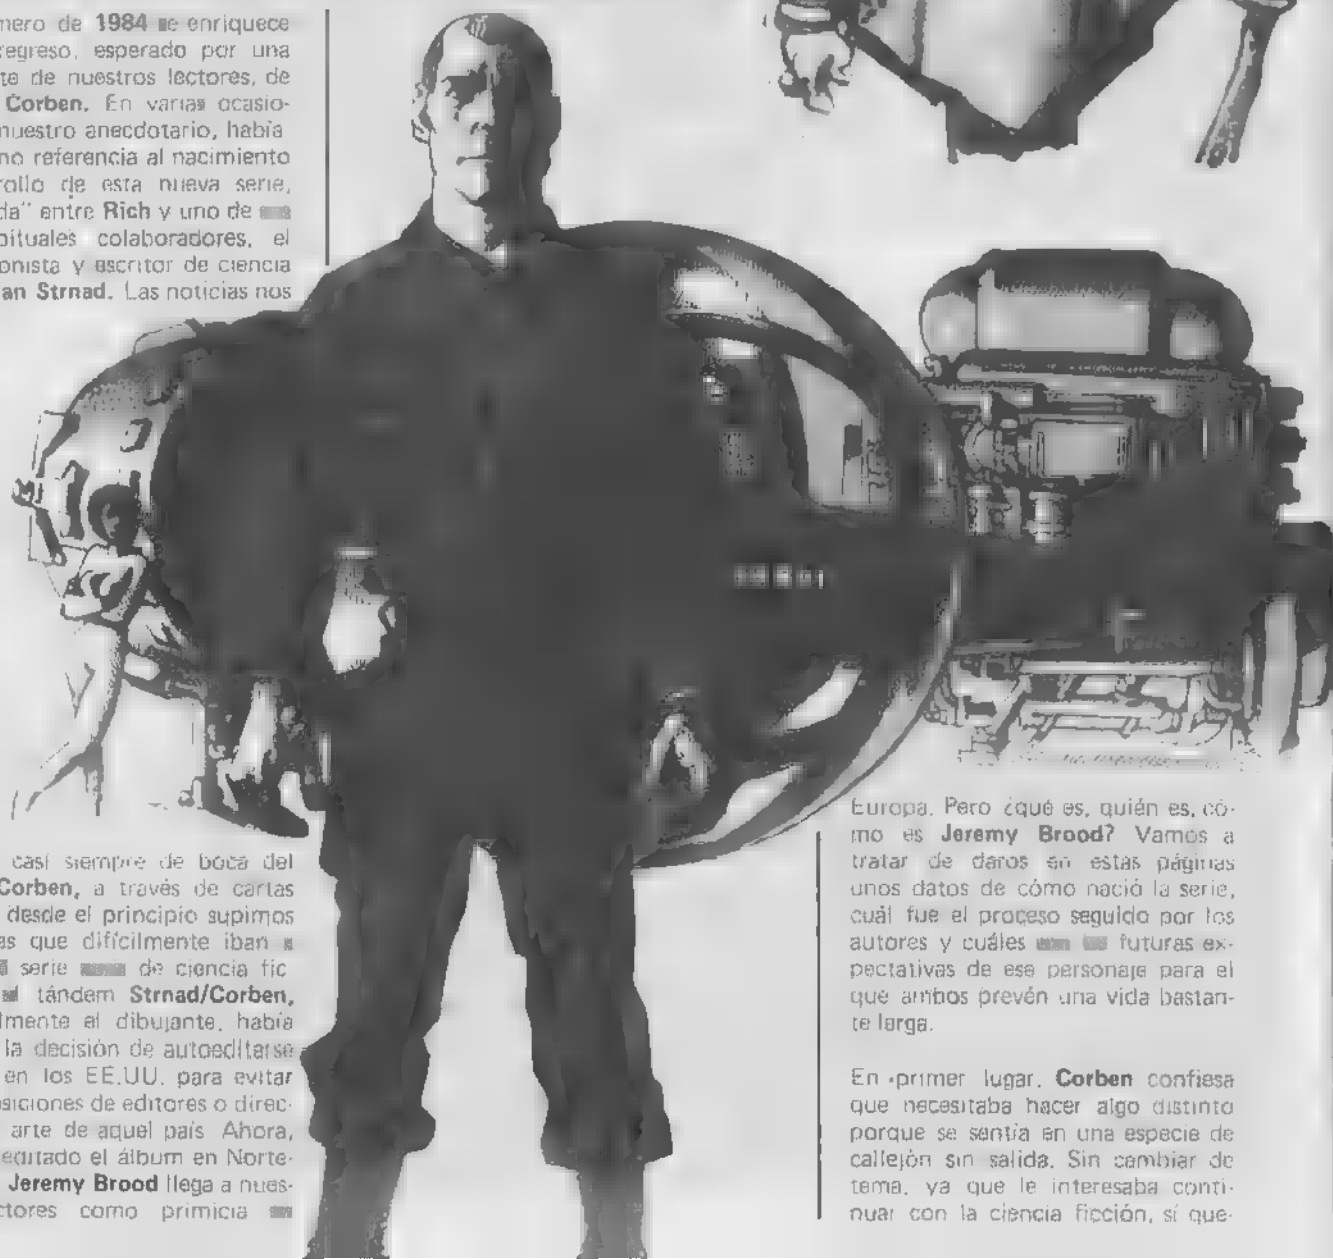 mero de 1984 se enriquece
regreso, esperado por una
te de nuestros lectores, de
Corben. En varias ocasio-
nuestro anecdotario, había
no referencia al nacimiento
rollo de esta nueva serie,
da" entre Rich y uno de
bituales colaboradores, el
onista y escritor de ciencia
an Strnad. Las noticias nos
casi siempre de boca del
Corben, a través de cartas
desde el principio supimos
as que difícilmente iban a
serie de ciencia fic
tándem Strnad/Corben,
lmente el dibujante, había
la decisión de autoeditarse
en los EE.UU. para evitar
siciones de editores o direc-
arte de aquel país Ahora,
editado el álbum en Norte-
Jeremy Brood llega a nues-
ctores como primicia
Europa. Pero ¿qué es, quién es, có-
mo es Jeremy Brood? Vamos a
tratar de daros en estas páginas
unos datos de cómo nació la serie,
cuál fue el proceso seguido por los
autores y cuáles son las futuras ex-
pectativas de ese personaje para el
que ambos prevén una vida bastan-
te larga.
En primer lugar. Corben confiesa
que necesitaba hacer algo distinto
porque se sentía en una especie de
callejón sin salida. Sin cambiar de
tema, ya que le interesaba conti-
nuar con la ciencia ficción, sí que-